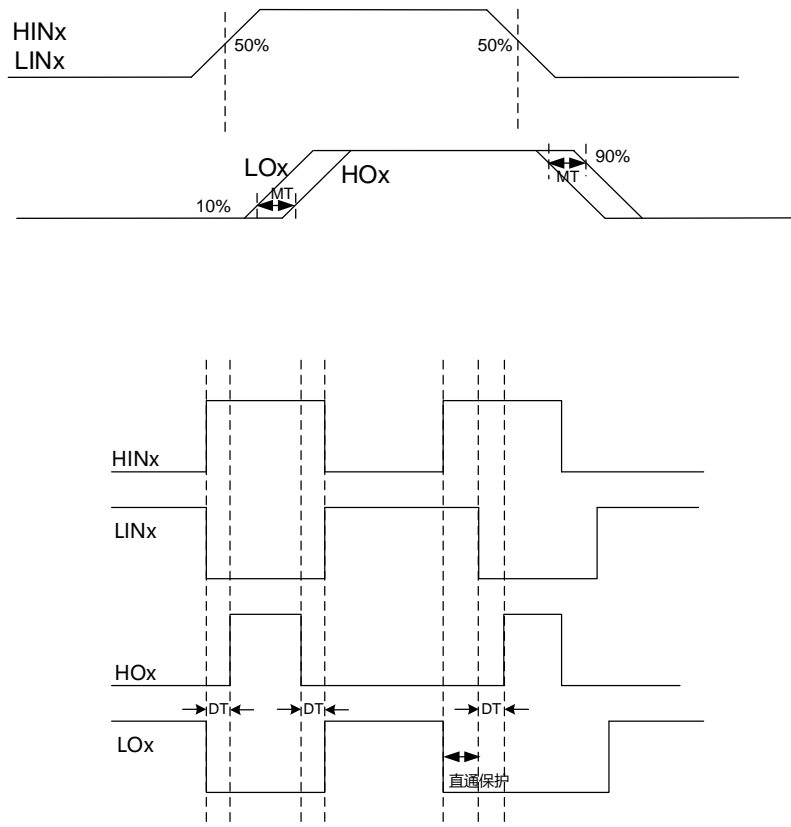 HINx
LINx
50%
50%
LOx
HOx
MT
10%
MT
90%
HINx
LINx
HOx
DT
DT
DT
LOx
直通保护